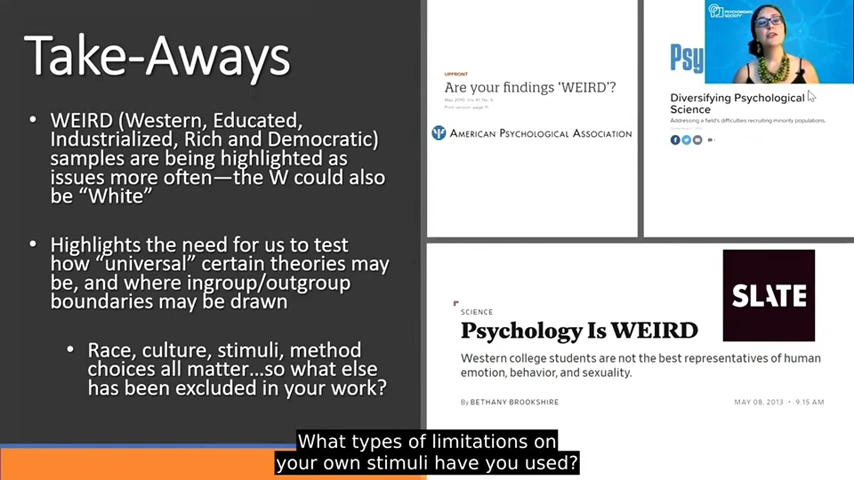 Take-Aways
• WEIRD (Western, Educated,
Industrialized, Rich and Democratic)
samples are being highlighted as
issues more often—the W could also
be “White”
• Highlights the need for us to test
how “universal” certain theories may
be, and where ingroup/outgroup
boundaries may be drawn
• Race, culture, stimuli, method
choices all matter…so what else
has been excluded in your work?
UPFRONT
Are your findings 'WEIRD'?
AMERICAN PSYCHOLOGICAL ASSOCIATION
PSYCHONOMIC
SOCIETY
Psy
Diversifying Psychological
Science
Addressing a field's difficulties recruiting minority populations.
SCIENCE
Psychology Is WEIRD
Western college students are not the best representatives of human
emotion, behavior, and sexuality.
By BETHANY BROOKSHIRE
MAY 08, 2013 • 9:15 AM
SLATE
What types of limitations on
your own stimuli have you used?